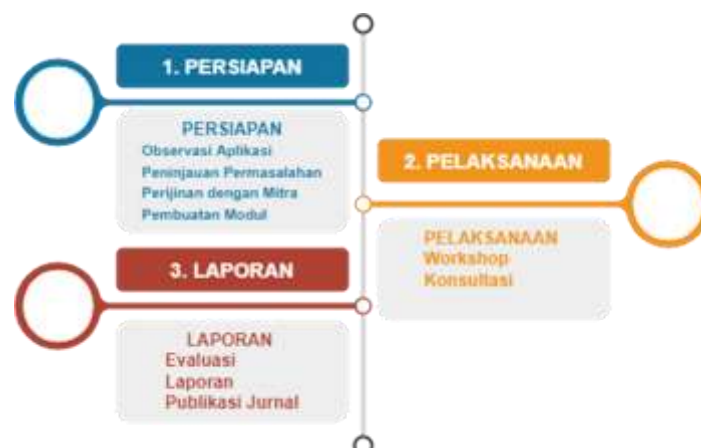 1. PERSIAPAN
PERSIAPAN
Observasi Aplikasi
Peninjauan Permasalahan
Perijinan dengan Mitra
Pembuatan Modul
2. PELAKSANAAN
PELAKSANAAN
Workshop
Konsultasi
3. LAPORAN
LAPORAN
Evaluasi
Laporan
Publikasi Jurnal